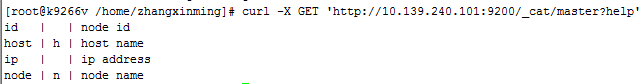 [root@k9266v /home/zhangxinming]# curl -X GET 'http://10.139.240.101:9200/_cat/master?help'
id   |   | node id
host | h | host name
ip   |   | ip address
node | n | node name